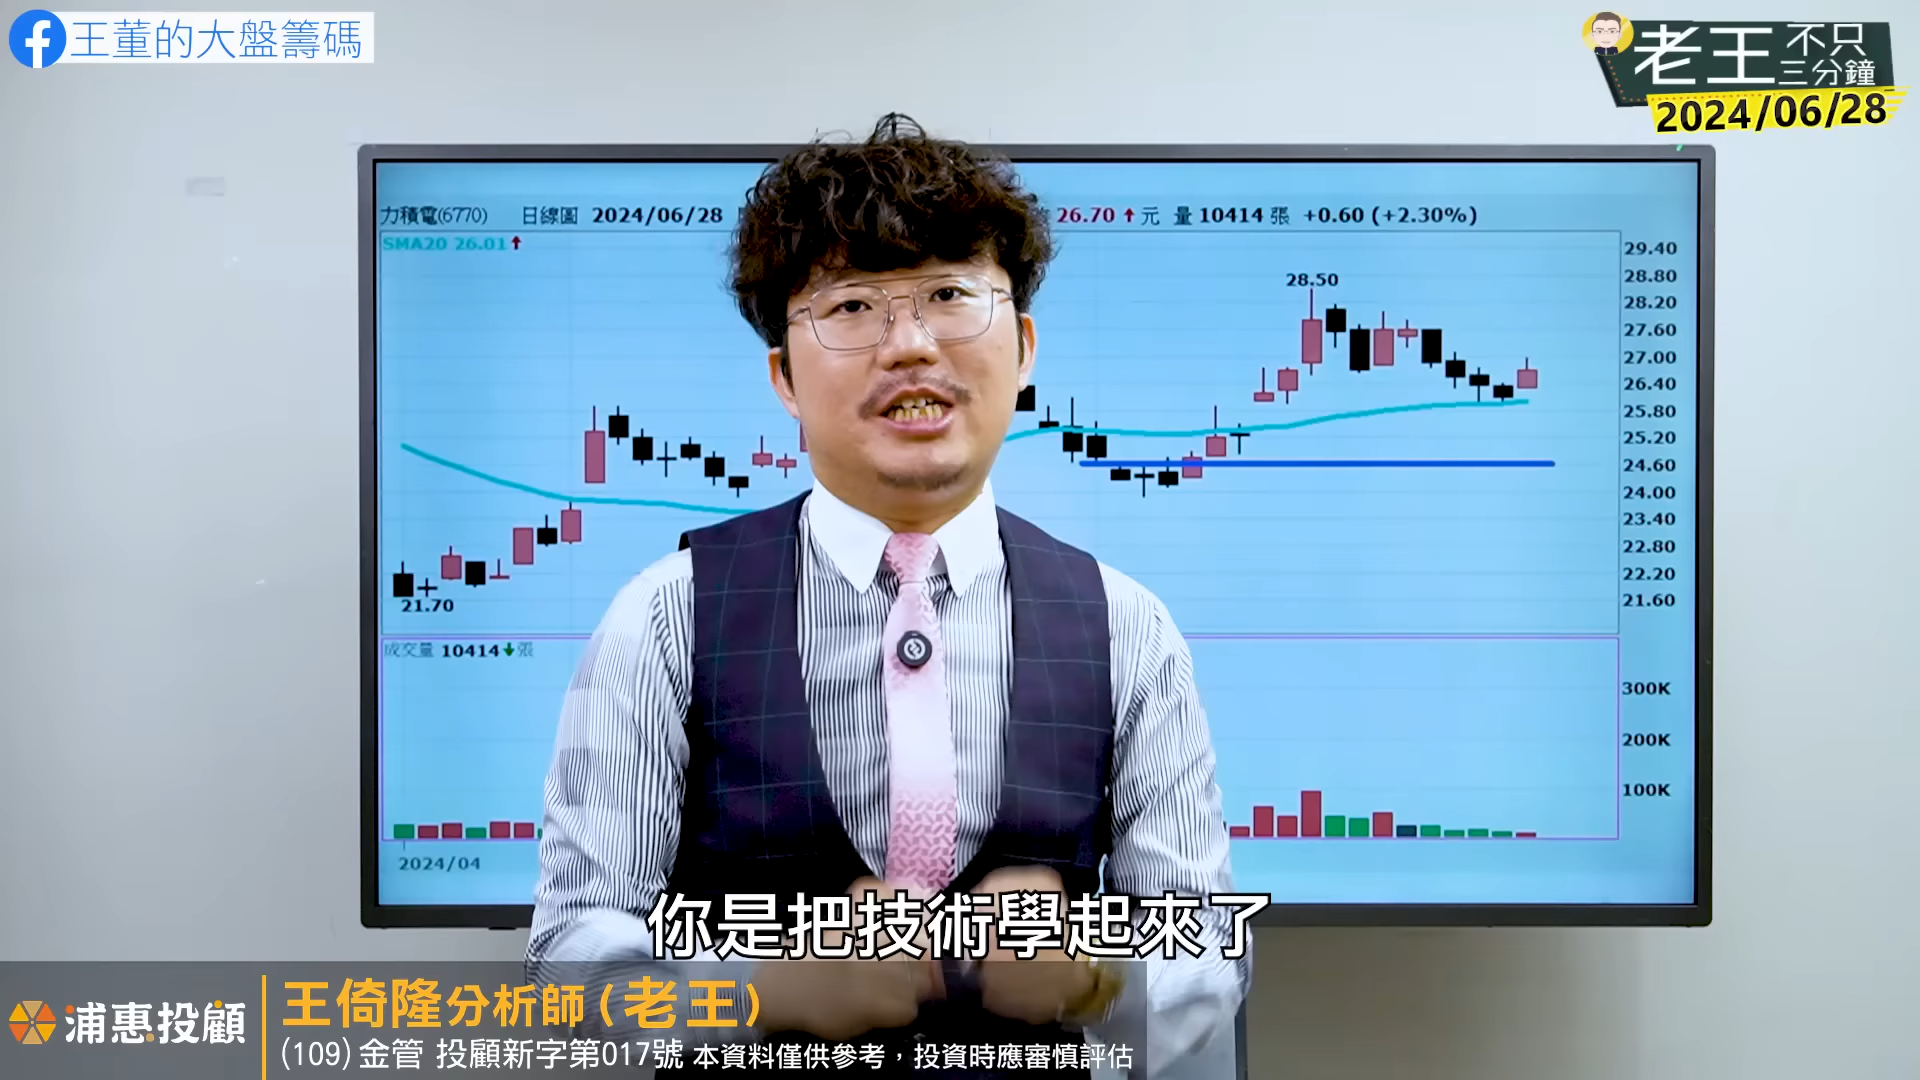 王董的大盤籌碼
老王 不只三分鐘
2024/06/28
力積電(6770) 日線圖 2024/06/28
26.70↑元 量 10414 張 +0.60 (+2.30%)
SMA20 26.01↑
28.50
21.70
29.40
28.80
28.20
27.60
27.00
26.40
25.80
25.20
24.60
24.00
23.40
22.80
22.20
21.60
成交量 10414↓張
300K
200K
100K
2024/04
你是把技術學起來了
浦惠投顧
王倚隆分析師(老王)
(109)金管 投顧新字第017號 本資料僅供參考，投資時應審慎評估